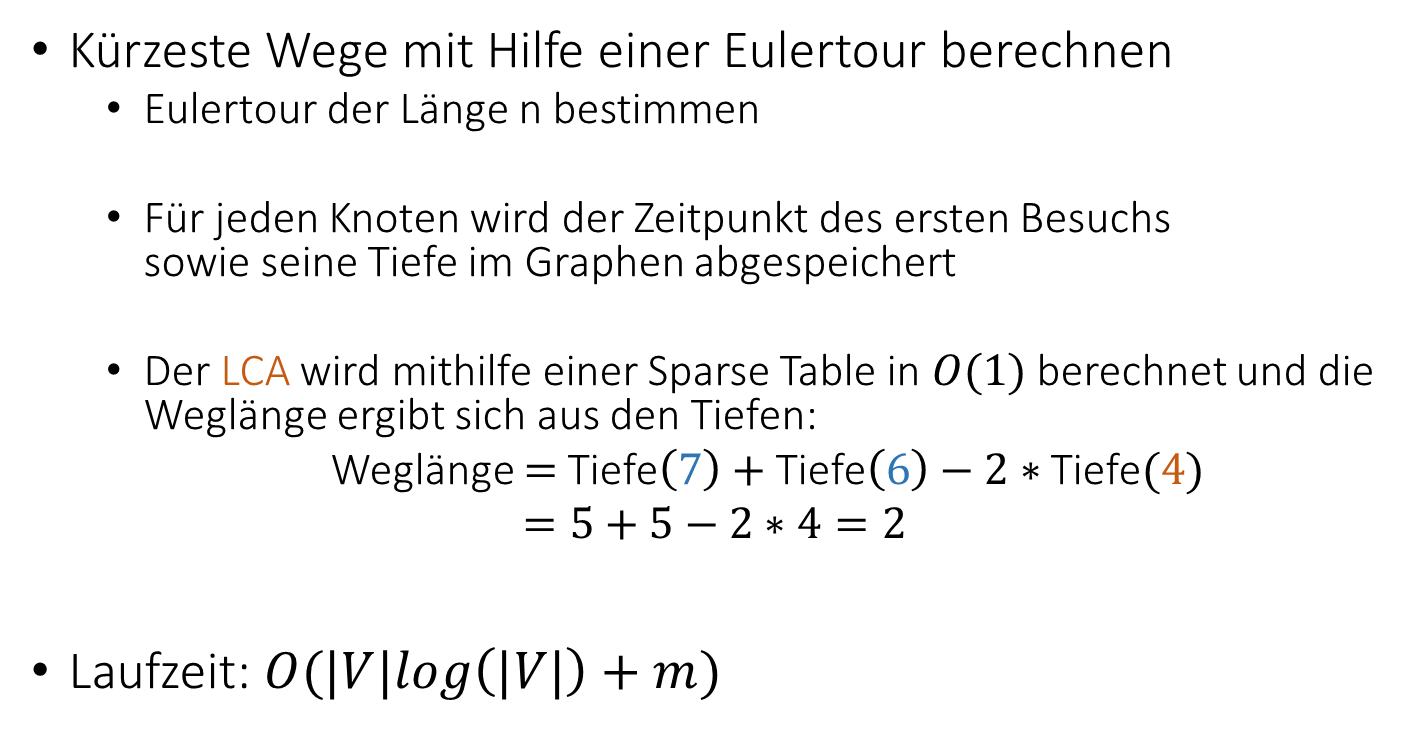 • Kürzeste Wege mit Hilfe einer Eulertour berechnen
• Eulertour der Länge n bestimmen
• Für jeden Knoten wird der Zeitpunkt des ersten Besuchs
sowie seine Tiefe im Graphen abgespeichert
• Der LCA wird mithilfe einer Sparse Table in O(1) berechnet und die
Weglänge ergibt sich aus den Tiefen:
Weglänge = Tiefe(7) + Tiefe(6) − 2 ∗ Tiefe(4)
= 5 + 5 − 2 ∗ 4 = 2
• Laufzeit: O(|V|log(|V|) + m)